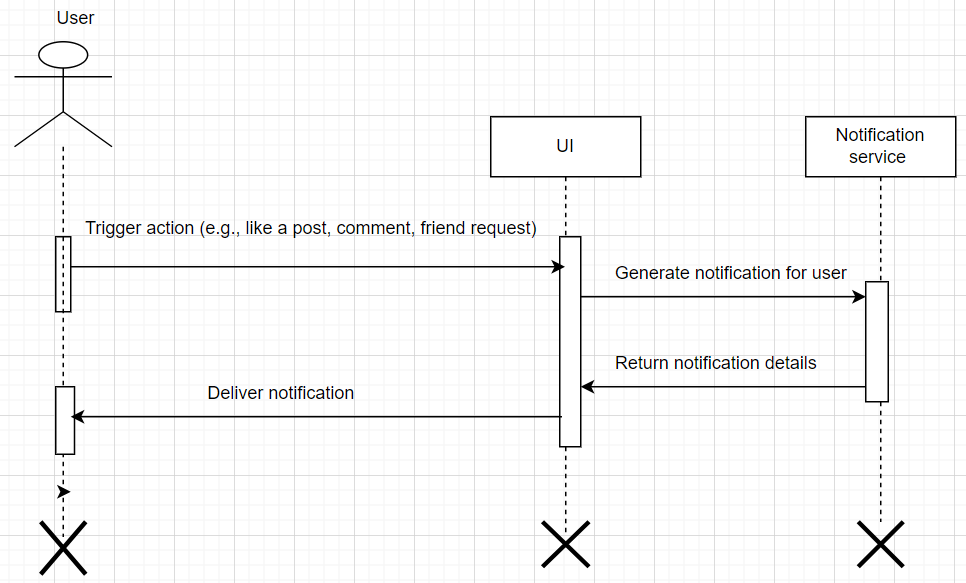 User
UI
Notification
service
Trigger action (e.g., like a post, comment, friend request)
Generate notification for user
Return notification details
Deliver notification